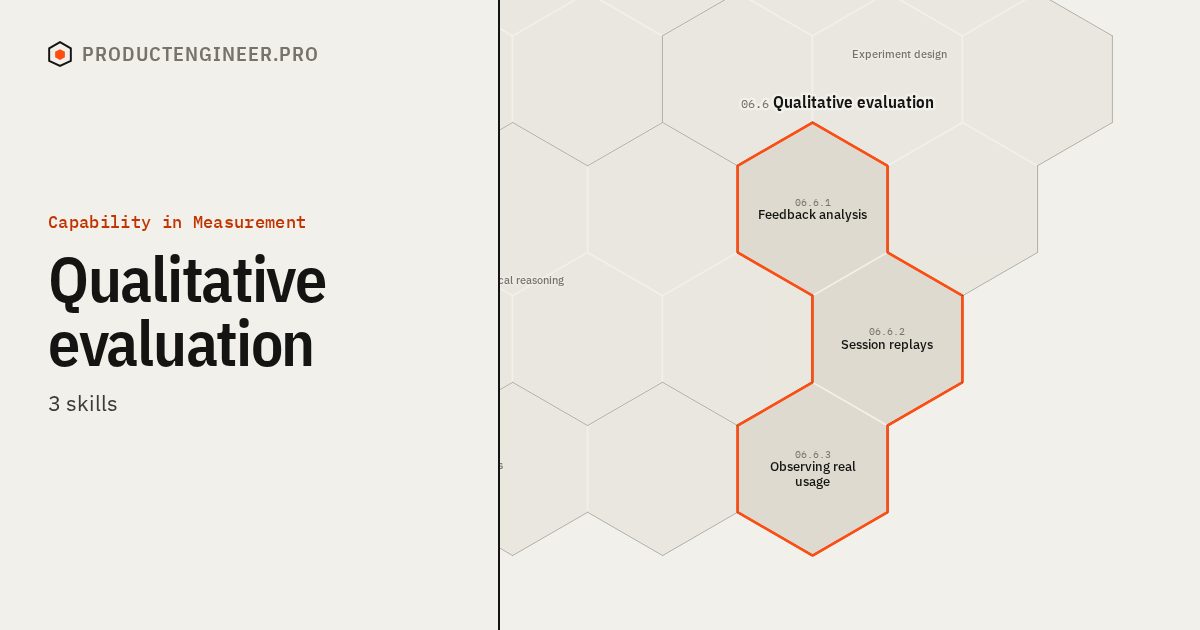 PRODUCTENGINEER.PRO
Capability in Measurement
Qualitative
evaluation
3 skills
Experiment design
06.6 Qualitative evaluation
06.6.1
Feedback analysis
cal reasoning
06.6.2
Session replays
06.6.3
Observing real
usage
s